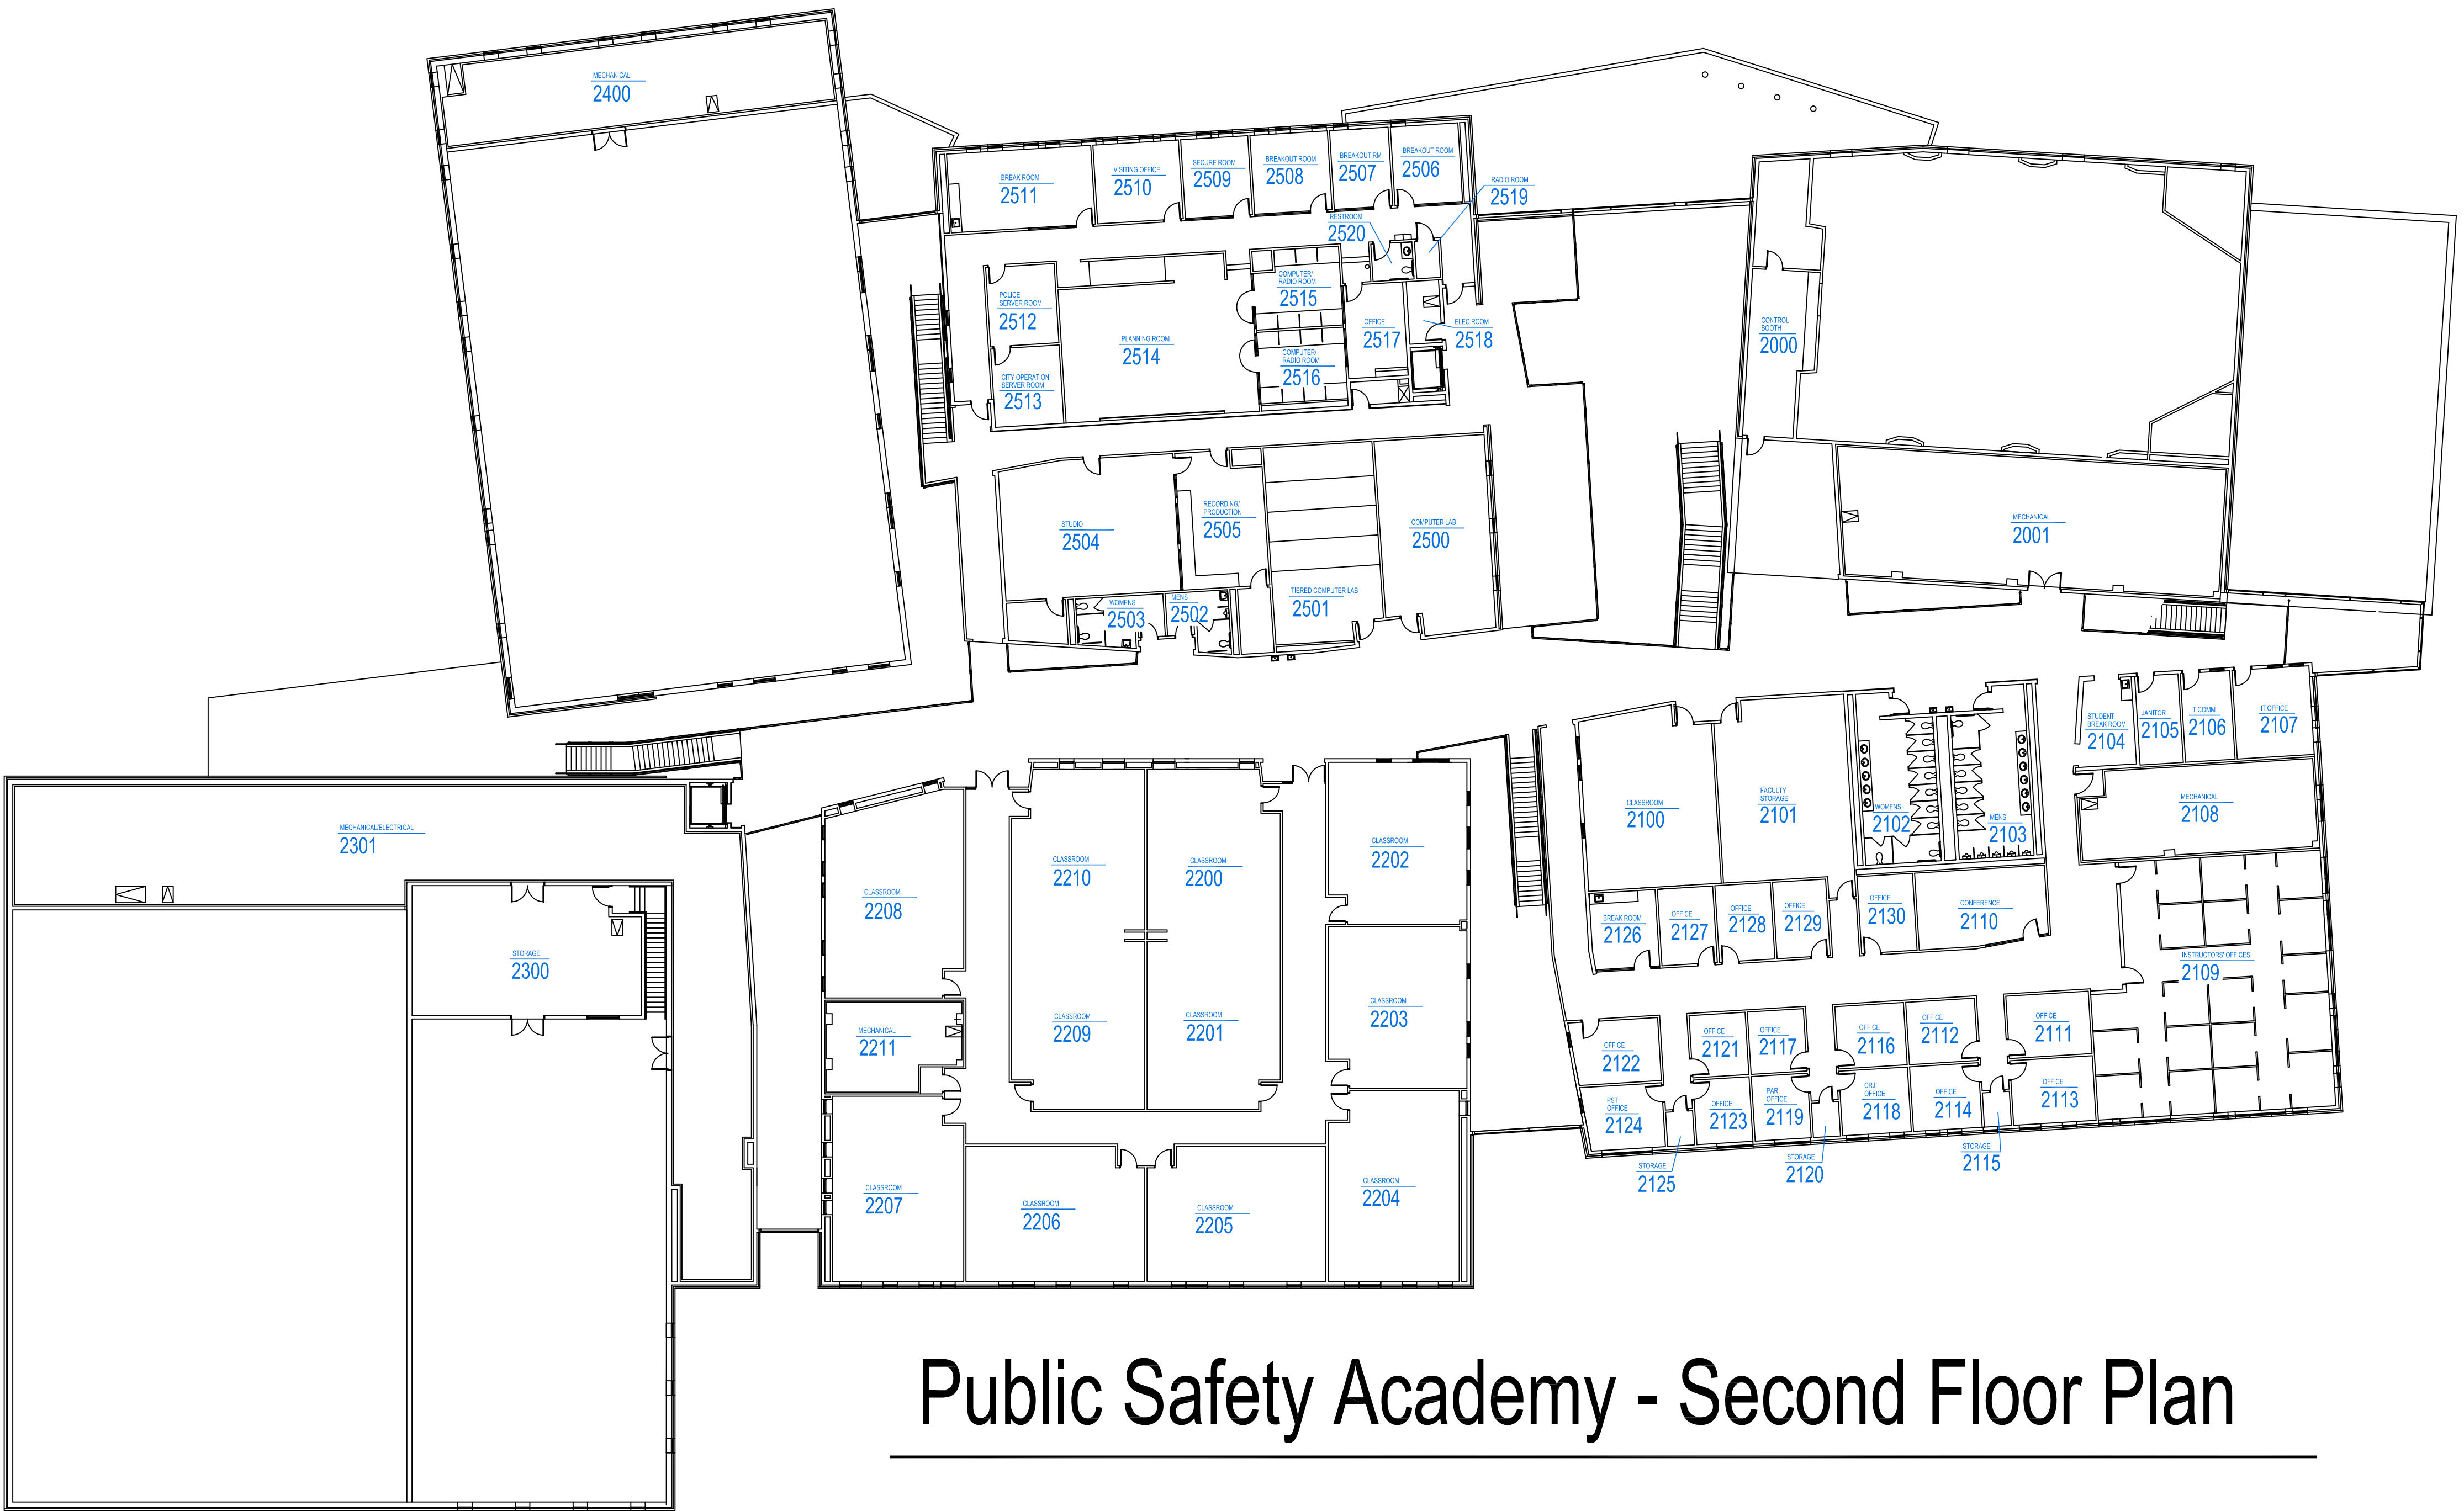 MECHANICAL
2400
BREAK ROOM
2511
VISITING OFFICE
2510
SECURE ROOM
2509
BREAKOUT ROOM
2508
BREAKOUT RM
2507
BREAKOUT ROOM
2506
RADIO ROOM
2519
RESTROOM
2520
POLICE
SERVER ROOM
2512
CITY OPERATION
SERVER ROOM
2513
PLANNING ROOM
2514
COMPUTER/
RADIO ROOM
2515
COMPUTER/
RADIO ROOM
2516
OFFICE
2517
ELEC ROOM
2518
CONTROL
BOOTH
2000
MECHANICAL
2001
STUDIO
2504
RECORDING/
PRODUCTION
2505
COMPUTER LAB
2500
TIERED COMPUTER LAB
2501
WOMENS
2503
MENS
2502
STUDENT
BREAK ROOM
2104
JANITOR
2105
IT COMM
2106
IT OFFICE
2107
MECHANICAL
2108
CLASSROOM
2100
FACULTY
STORAGE
2101
WOMENS
2102
MENS
2103
MECHANICAL/ELECTRICAL
2301
STORAGE
2300
CLASSROOM
2208
CLASSROOM
2210
CLASSROOM
2200
CLASSROOM
2202
MECHANICAL
2211
CLASSROOM
2209
CLASSROOM
2201
CLASSROOM
2203
CLASSROOM
2207
CLASSROOM
2206
CLASSROOM
2205
CLASSROOM
2204
BREAK ROOM
2126
OFFICE
2127
OFFICE
2128
OFFICE
2129
OFFICE
2130
CONFERENCE
2110
INSTRUCTORS' OFFICES
2109
OFFICE
2122
OFFICE
2121
OFFICE
2117
OFFICE
2116
OFFICE
2112
OFFICE
2111
PST
OFFICE
2124
OFFICE
2123
PAR
OFFICE
2119
CRJ
OFFICE
2118
OFFICE
2114
OFFICE
2113
STORAGE
2125
STORAGE
2120
STORAGE
2115
Public Safety Academy - Second Floor Plan